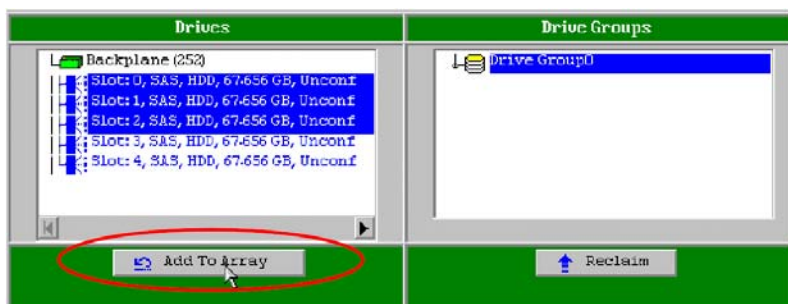 Drives
Backplane (252)
Slot: 0, SAS, HDD, 67.656 GB, Unconf
Slot: 1, SAS, HDD, 67.656 GB, Unconf
Slot: 2, SAS, HDD, 67.656 GB, Unconf
Slot: 3, SAS, HDD, 67.656 GB, Unconf
Slot: 4, SAS, HDD, 67.656 GB, Unconf
Add To Array
Drive Groups
Drive Group0
Reclaim